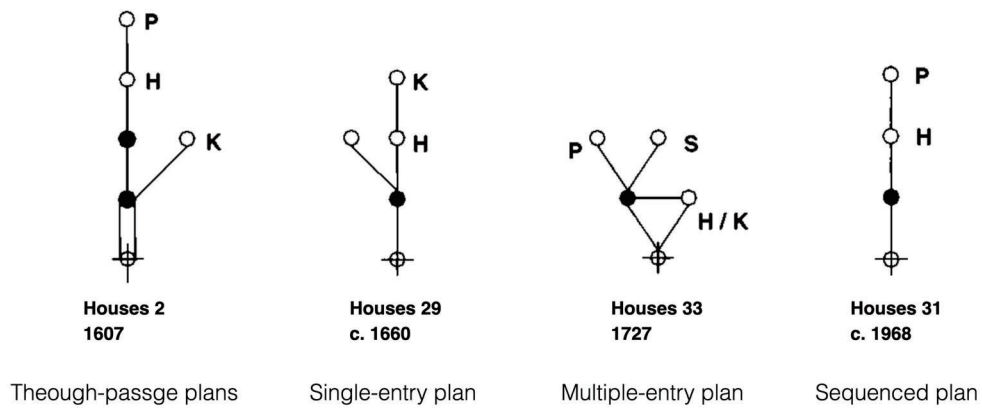 P
H
K
K
H
P
S
H / K
P
H
Houses 2
1607
Houses 29
c. 1660
Houses 33
1727
Houses 31
c. 1968
Theough-passge plans
Single-entry plan
Multiple-entry plan
Sequenced plan